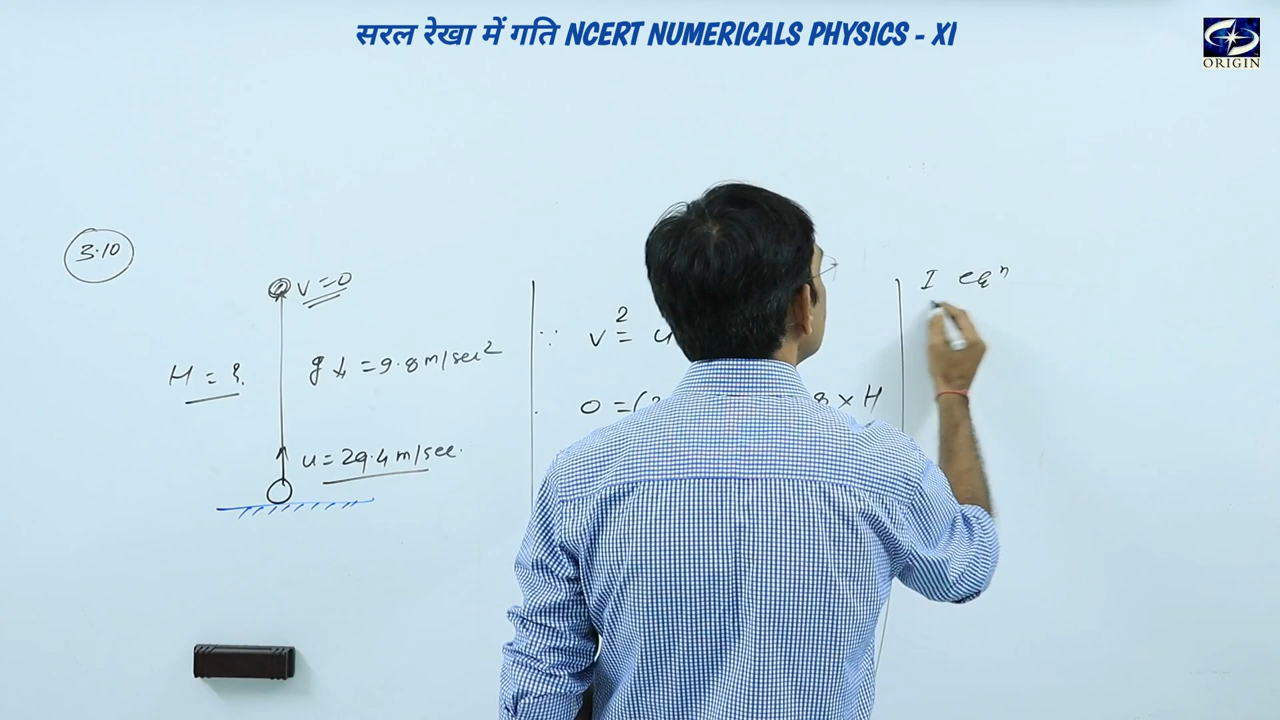 सरल रेखा में गति NCERT NUMERICALS PHYSICS - XI
ORIGIN
3.10
v = 0
H = ?
g ↓ = 9.8 m/sec²
u = 29.4 m/sec.
∵ v² = u
0 = (2
× H
I eqⁿ